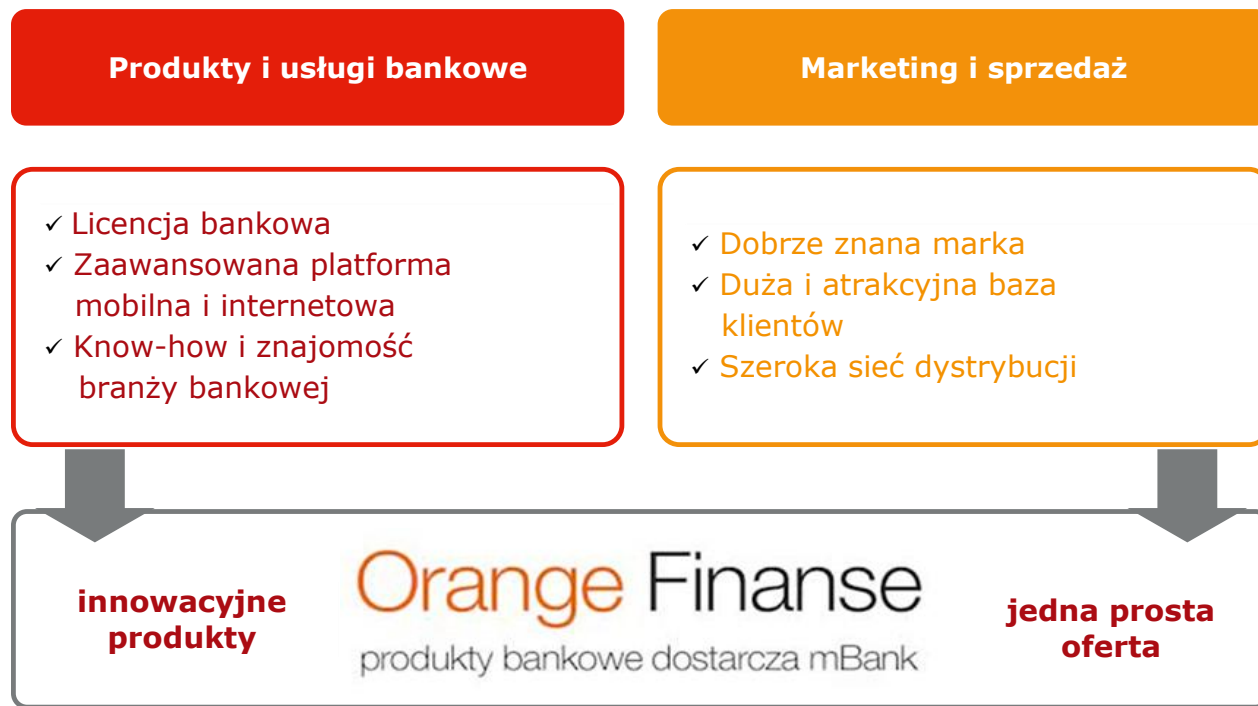 Produkty i usługi bankowe
Marketing i sprzedaż
✓ Licencja bankowa
✓ Zaawansowana platforma
mobilna i internetowa
✓ Know-how i znajomość
branży bankowej
✓ Dobrze znana marka
✓ Duża i atrakcyjna baza
klientów
✓ Szeroka sieć dystrybucji
innowacyjne
produkty
Orange Finanse
produkty bankowe dostarcza mBank
jedna prosta
oferta